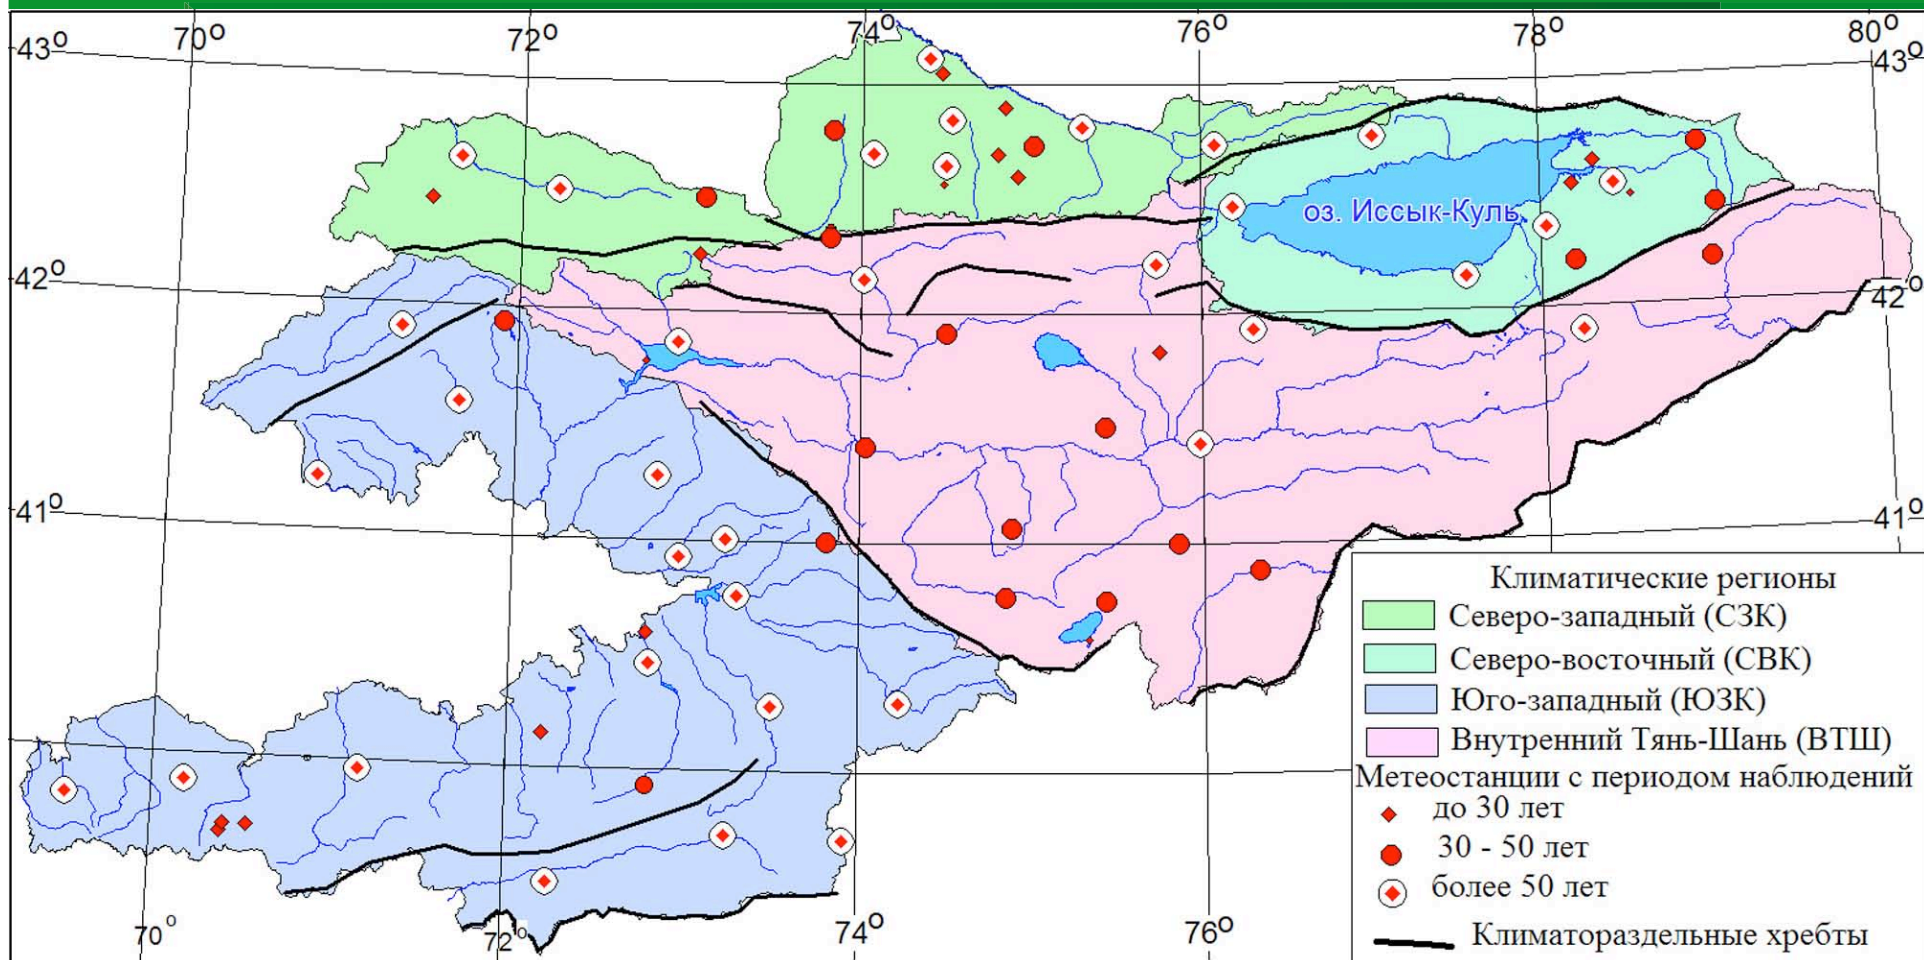 70° 72° 74° 76° 78° 80°
43° 43°
оз. Иссык-Куль
42° 42°
41° 41°
Климатические регионы
Северо-западный (СЗК)
Северо-восточный (СВК)
Юго-западный (ЮЗК)
Внутренний Тянь-Шань (ВТШ)
Метеостанции с периодом наблюдений
до 30 лет
30 - 50 лет
более 50 лет
Климатораздельные хребты
70° 72° 74° 76°